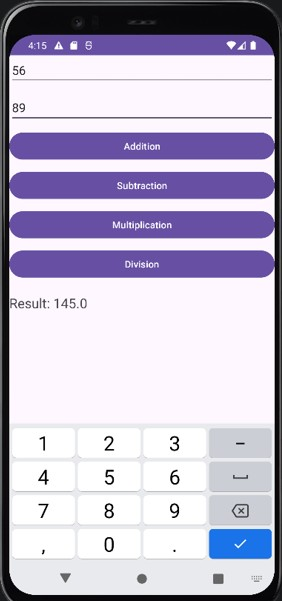 4:15
56
89
Addition
Subtraction
Multiplication
Division
Result: 145.0
1 2 3 -
4 5 6
7 8 9
, 0 .